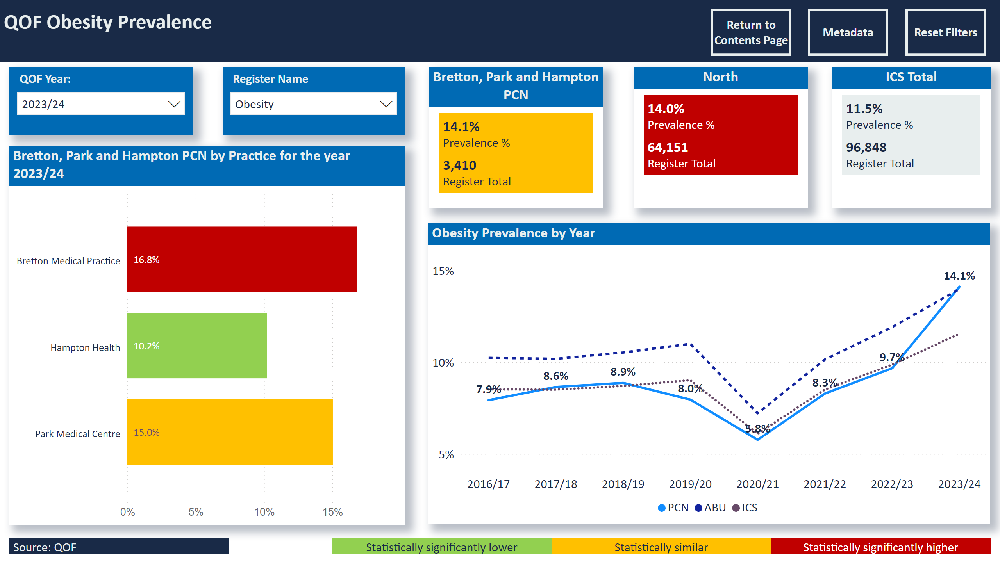 QOF Obesity Prevalence
Return to
Contents Page
Metadata
Reset Filters
QOF Year:
2023/24
Register Name
Obesity
Bretton, Park and Hampton
PCN
14.1%
Prevalence %
3,410
Register Total
North
14.0%
Prevalence %
64,151
Register Total
ICS Total
11.5%
Prevalence %
96,848
Register Total
Bretton, Park and Hampton PCN by Practice for the year
2023/24
Bretton Medical Practice
16.8%
Hampton Health
10.2%
Park Medical Centre
15.0%
0%
5%
10%
15%
Obesity Prevalence by Year
15%
10%
5%
7.9%
8.6%
8.9%
8.0%
5.8%
8.3%
9.7%
14.1%
2016/17
2017/18
2018/19
2019/20
2020/21
2021/22
2022/23
2023/24
PCN
ABU
ICS
Source: QOF
Statistically significantly lower
Statistically similar
Statistically significantly higher